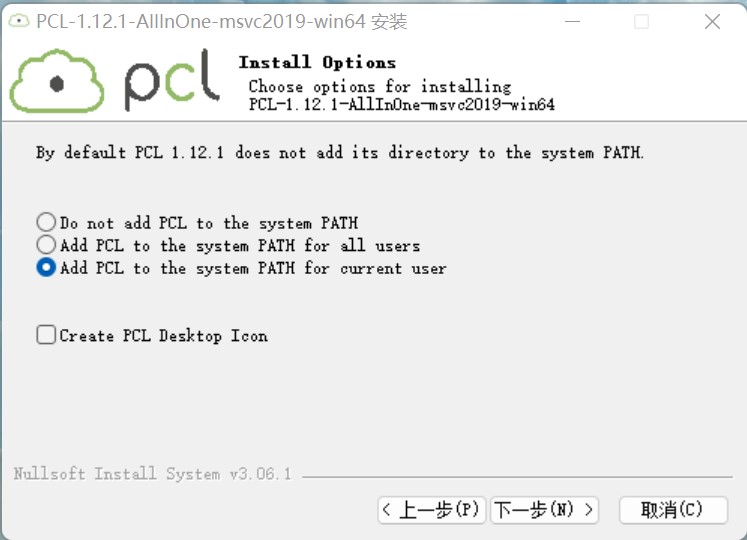 PCL-1.12.1-AllInOne-msvc2019-win64 安装
pcl
Install Options
Choose options for installing
PCL-1.12.1-AllInOne-msvc2019-win64
By default PCL 1.12.1 does not add its directory to the system PATH.
Do not add PCL to the system PATH
Add PCL to the system PATH for all users
Add PCL to the system PATH for current user
Create PCL Desktop Icon
Nullsoft Install System v3.06.1
< 上一步(P) 下一步(N) > 取消(C)